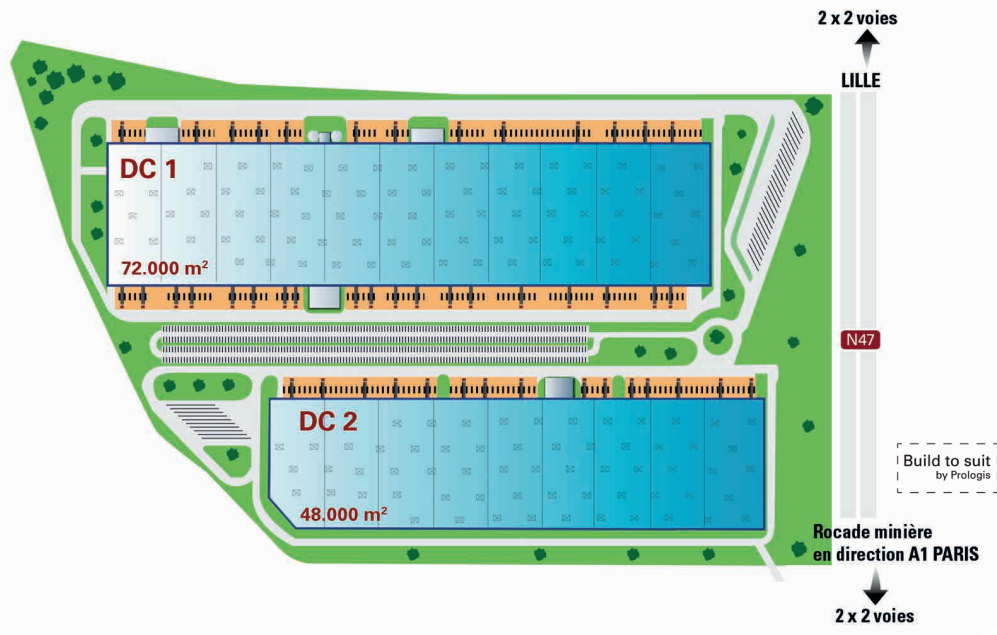 2 x 2 voies
LILLE
DC 1
72.000 m²
N47
DC 2
48.000 m²
Build to suit
by Prologis
Rocade minière
en direction A1 PARIS
2 x 2 voies